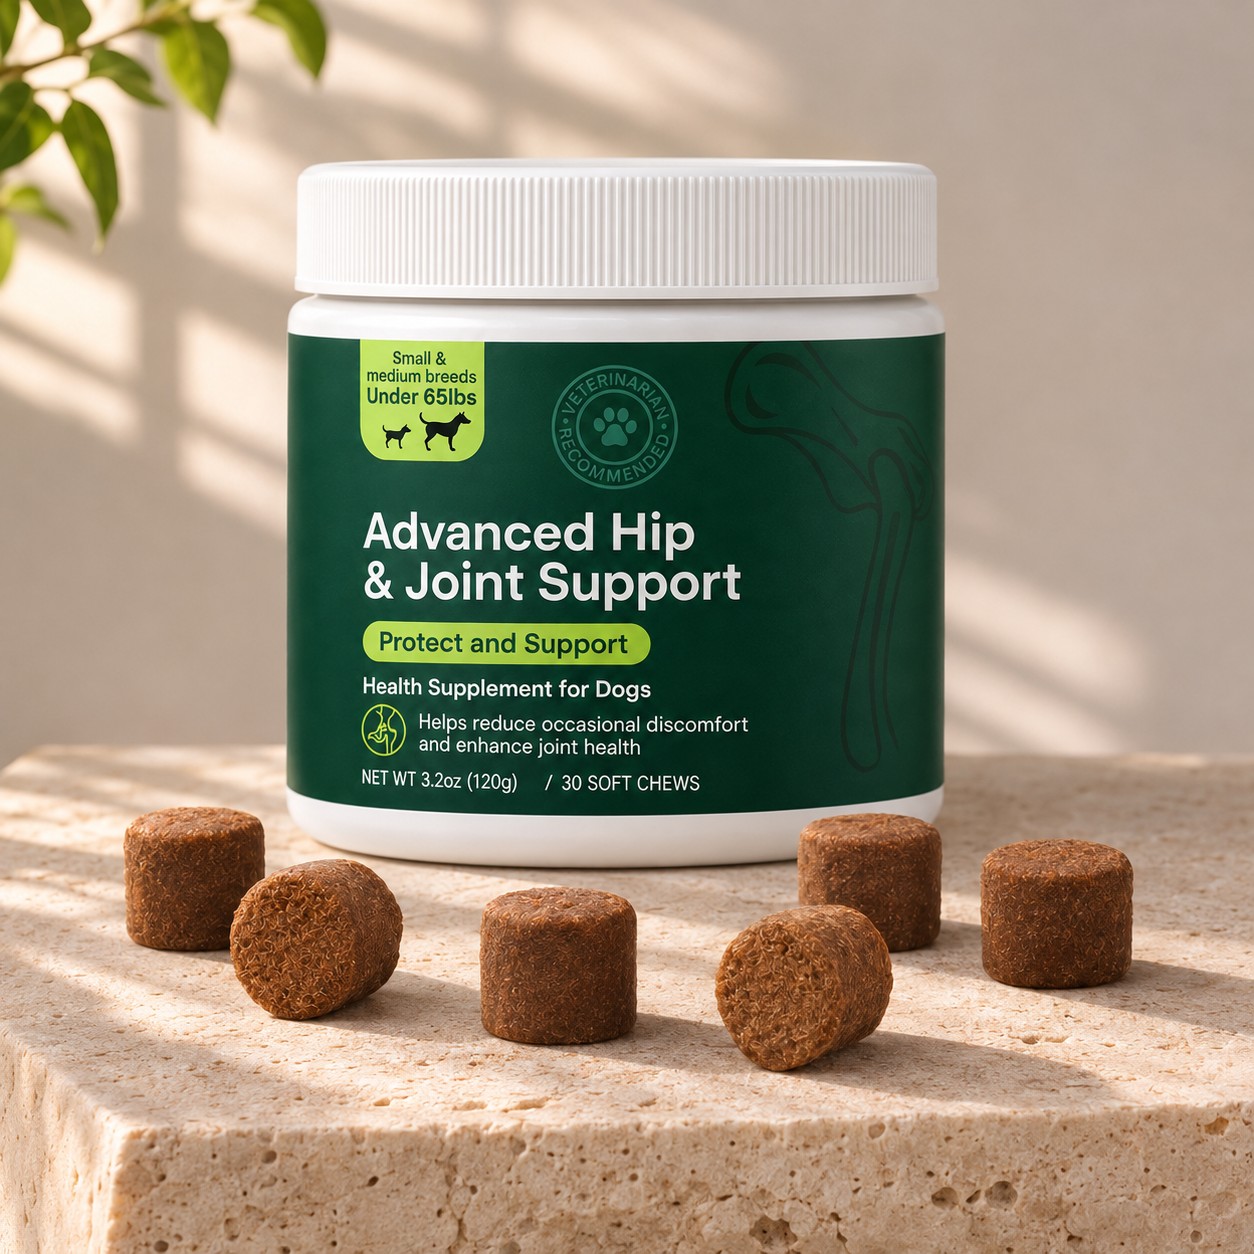 Small &
medium breeds
Under 65lbs
VETERINARIAN
RECOMMENDED
Advanced Hip
& Joint Support
Protect and Support
Health Supplement for Dogs
Helps reduce occasional discomfort
and enhance joint health
NET WT 3.2oz (120g) / 30 SOFT CHEWS